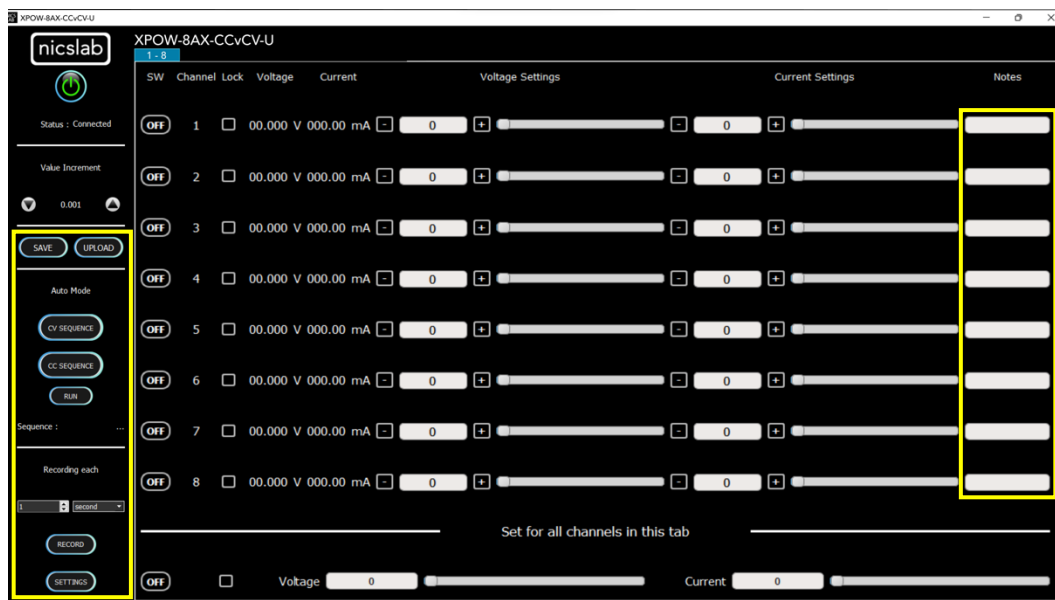 XPOW-8AX-CCvCV-U
nicslab
Status : Connected
Value Increment
0.001
SAVE UPLOAD
Auto Mode
CV SEQUENCE
CC SEQUENCE
RUN
Sequence : ...
Recording each
1 second
RECORD
SETTINGS
XPOW-8AX-CCvCV-U
1 - 8
SW Channel Lock Voltage Current Voltage Settings Current Settings Notes
OFF 1 00.000 V 000.00 mA - 0 + - 0 +
OFF 2 00.000 V 000.00 mA - 0 + - 0 +
OFF 3 00.000 V 000.00 mA - 0 + - 0 +
OFF 4 00.000 V 000.00 mA - 0 + - 0 +
OFF 5 00.000 V 000.00 mA - 0 + - 0 +
OFF 6 00.000 V 000.00 mA - 0 + - 0 +
OFF 7 00.000 V 000.00 mA - 0 + - 0 +
OFF 8 00.000 V 000.00 mA - 0 + - 0 +
Set for all channels in this tab
OFF Voltage 0 Current 0